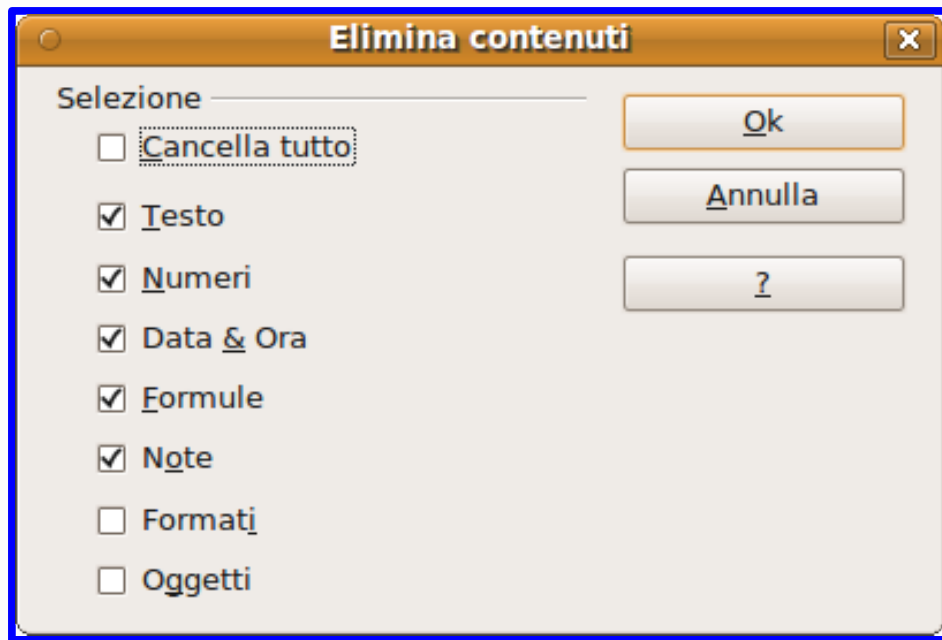 Elimina contenuti
Selezione
Cancella tutto
Testo
Numeri
Data & Ora
Formule
Note
Formati
Oggetti
Ok
Annulla
?